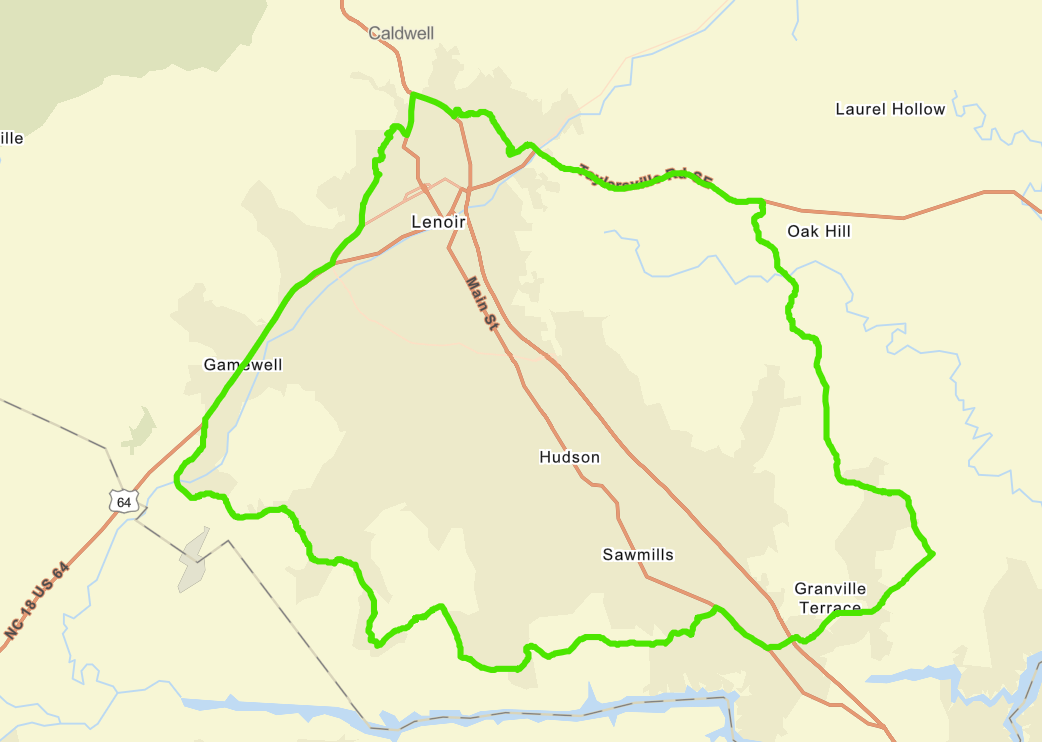 Caldwell
Laurel Hollow
ille
Taylorsville Rd SE
Lenoir
Oak Hill
Main St
Gamewell
Hudson
64
Sawmills
NC-18 US-64
Granville
Terrace